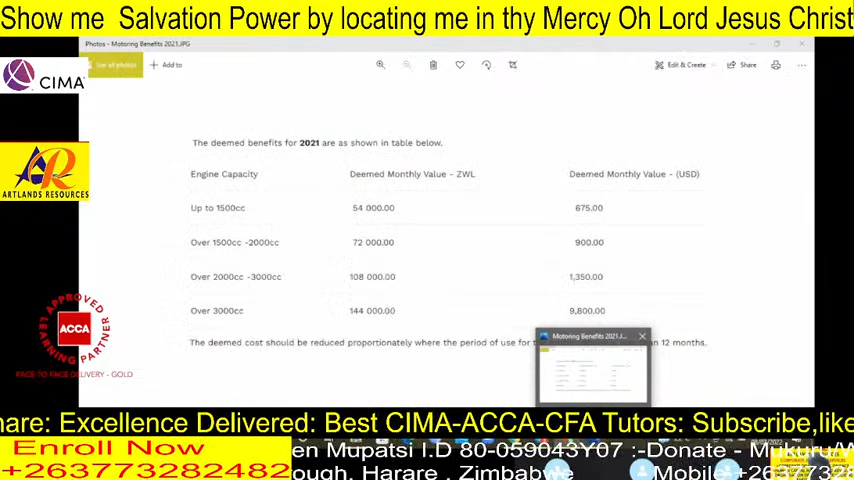 Show me Salvation Power by locating me in thy Mercy Oh Lord Jesus Christ
Photos - Motoring Benefits 2021.JPG
See all photos
Add to
Edit & Create
Share
CIMA
AR
ARTLANDS RESOURCES
The deemed benefits for 2021 are as shown in table below.
Engine Capacity Deemed Monthly Value - ZWL Deemed Monthly Value - (USD)
Up to 1500cc 54 000.00 675.00
Over 1500cc -2000cc 72 000.00 900.00
Over 2000cc -3000cc 108 000.00 1,350.00
Over 3000cc 144 000.00 9,800.00
Motoring Benefits 2021.J...
The deemed cost should be reduced proportionately where the period of use for an 12 months.
APPROVED
ACCA
LEARNING PARTNER
FACE TO FACE DELIVERY - GOLD
hare: Excellence Delivered: Best CIMA-ACCA-CFA Tutors: Subscribe,like
Enroll Now
+263773282482
en Mupatsi I.D 80-059043Y07 :-Donate - Mukuru/W
ough, Harare , Zimbabwe Mobile +263773